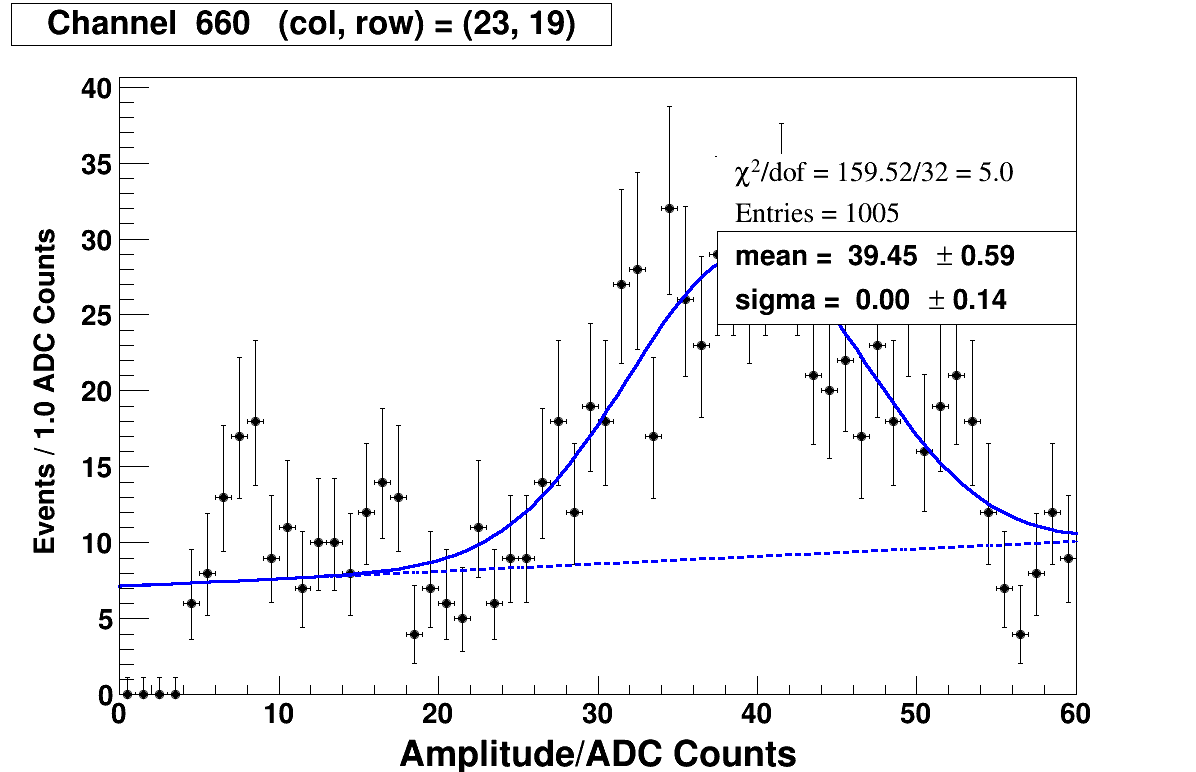 Channel 660 (col, row) = (23, 19)
40
35
30
25
20
15
10
5
0
Events / 1.0 ADC Counts
χ²/dof = 159.52/32 = 5.0
Entries = 1005
mean = 39.45 ± 0.59
sigma = 0.00 ± 0.14
0 10 20 30 40 50 60
Amplitude/ADC Counts